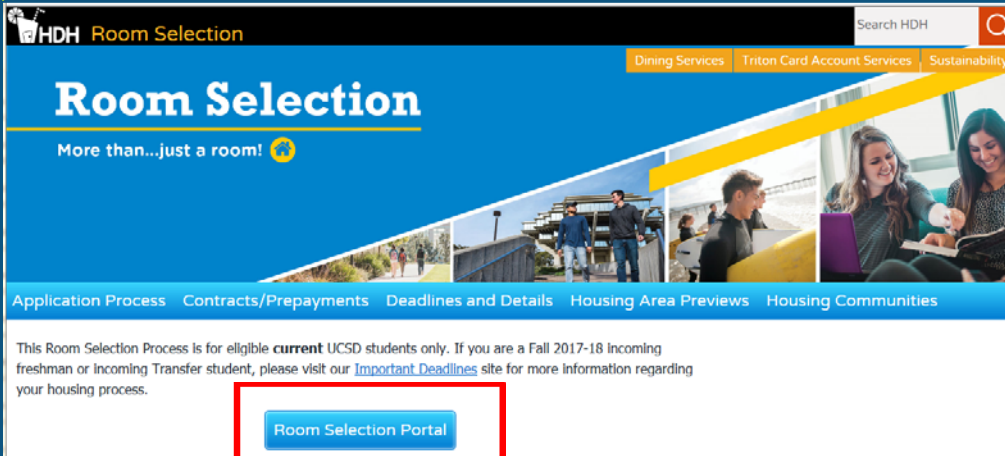 HDH Room Selection
Search HDH
Dining Services Triton Card Account Services Sustainability
Room Selection
More than...just a room!
Application Process Contracts/Prepayments Deadlines and Details Housing Area Previews Housing Communities
This Room Selection Process is for eligible current UCSD students only. If you are a Fall 2017-18 incoming
freshman or incoming Transfer student, please visit our Important Deadlines site for more information regarding
your housing process.
Room Selection Portal